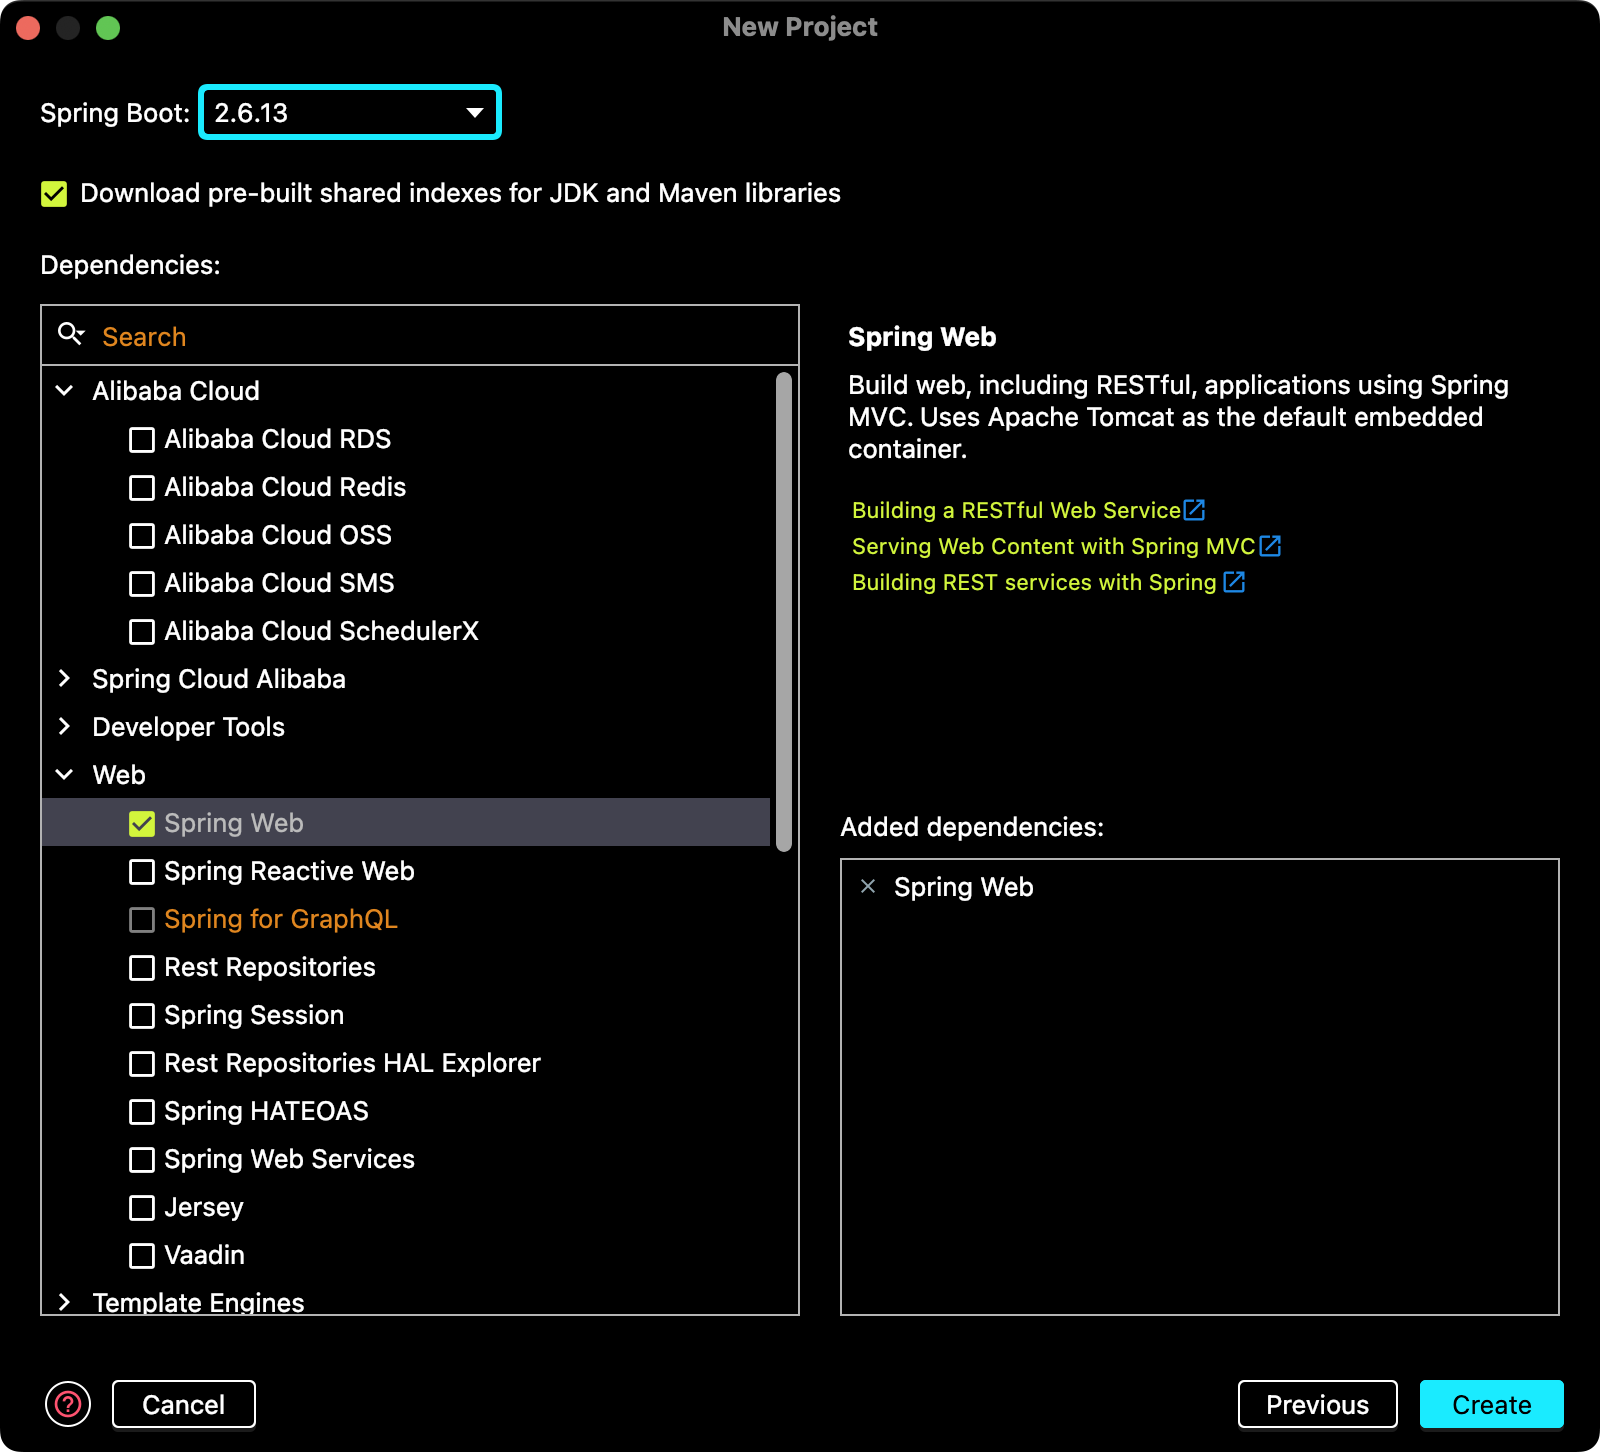 New Project
Spring Boot: 2.6.13
Download pre-built shared indexes for JDK and Maven libraries
Dependencies:
Search
Alibaba Cloud
Alibaba Cloud RDS
Alibaba Cloud Redis
Alibaba Cloud OSS
Alibaba Cloud SMS
Alibaba Cloud SchedulerX
Spring Cloud Alibaba
Developer Tools
Web
Spring Web
Spring Reactive Web
Spring for GraphQL
Rest Repositories
Spring Session
Rest Repositories HAL Explorer
Spring HATEOAS
Spring Web Services
Jersey
Vaadin
Template Engines
Spring Web
Build web, including RESTful, applications using Spring
MVC. Uses Apache Tomcat as the default embedded
container.
Building a RESTful Web Service
Serving Web Content with Spring MVC
Building REST services with Spring
Added dependencies:
Spring Web
?
Cancel
Previous
Create